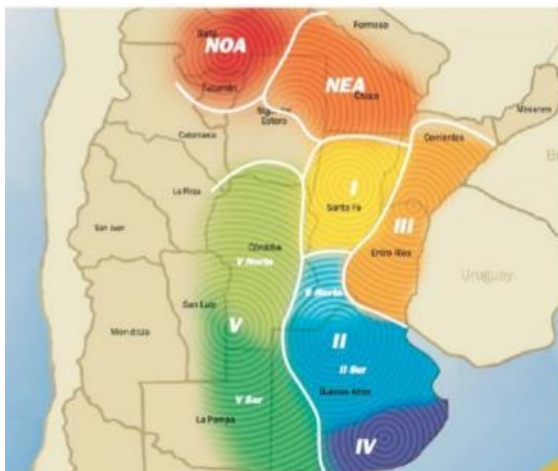 Formosa
Salta
NOA
NEA
Tucumán
Chaco
Santiago del
Estero
Misiones
Corrientes
Catamarca
I
La Rioja
Santa Fe
III
San Juan
Córdoba
Entre Ríos
V Norte
Uruguay
V Norte
San Luis
Mendoza
V
II
II Sur
Buenos Aires
V Sur
La Pampa
IV